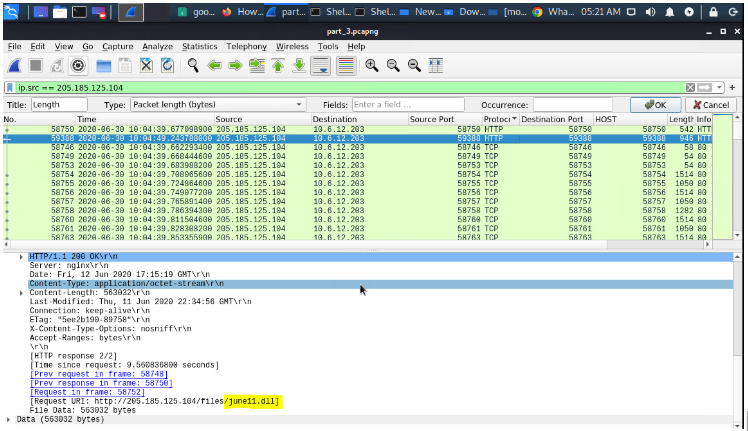 goo... How... part... Shel... Shel... New... Dow... [mo... Wha... 05:21 AM
part_3.pcapng
File Edit View Go Capture Analyze Statistics Telephony Wireless Tools Help
ip.src == 205.185.125.104
Title: Length Type: Packet length (bytes) Fields: Enter a field … Occurrence: OK Cancel
No. Time Source Destination Source Port Protocol Destination Port HOST Length Info
58750 2020-06-30 10:04:39.677098900 205.185.125.104 10.6.12.203 58750 HTTP 58750 58750 542 HTT
59388 2020-06-30 10:04:49.243780000 205.185.125.104 10.6.12.203 59388 HTTP 59388 59388 946 HTT
58746 2020-06-30 10:04:39.662293400 205.185.125.104 10.6.12.203 58746 TCP 58746 58746 58 80
58749 2020-06-30 10:04:39.668444600 205.185.125.104 10.6.12.203 58749 TCP 58749 58749 54 80
58753 2020-06-30 10:04:39.683988200 205.185.125.104 10.6.12.203 58753 TCP 58753 58753 54 80
58754 2020-06-30 10:04:39.708965600 205.185.125.104 10.6.12.203 58754 TCP 58754 58754 1514 80
58755 2020-06-30 10:04:39.724864600 205.185.125.104 10.6.12.203 58755 TCP 58755 58755 1050 80
58756 2020-06-30 10:04:39.749077200 205.185.125.104 10.6.12.203 58756 TCP 58756 58756 1514 80
58757 2020-06-30 10:04:39.765891400 205.185.125.104 10.6.12.203 58757 TCP 58757 58757 1050 80
58758 2020-06-30 10:04:39.786394300 205.185.125.104 10.6.12.203 58758 TCP 58758 58758 1282 80
58760 2020-06-30 10:04:39.811504600 205.185.125.104 10.6.12.203 58760 TCP 58760 58760 1514 80
58761 2020-06-30 10:04:39.828308200 205.185.125.104 10.6.12.203 58761 TCP 58761 58761 1050 80
58763 2020-06-30 10:04:39.853355900 205.185.125.104 10.6.12.203 58763 TCP 58763 58763 1514 80
HTTP/1.1 200 OK\r\n
Server: nginx\r\n
Date: Fri, 12 Jun 2020 17:15:19 GMT\r\n
Content-Type: application/octet-stream\r\n
Content-Length: 563032\r\n
Last-Modified: Thu, 11 Jun 2020 22:34:56 GMT\r\n
Connection: keep-alive\r\n
ETag: "5ee2b190-89758"\r\n
X-Content-Type-Options: nosniff\r\n
Accept-Ranges: bytes\r\n
\r\n
[HTTP response 2/2]
[Time since request: 9.560836800 seconds]
[Prev request in frame: 58748]
[Prev response in frame: 58750]
[Request in frame: 58752]
[Request URI: http://205.185.125.104/files/june11.dll]
File Data: 563032 bytes
Data (563032 bytes)